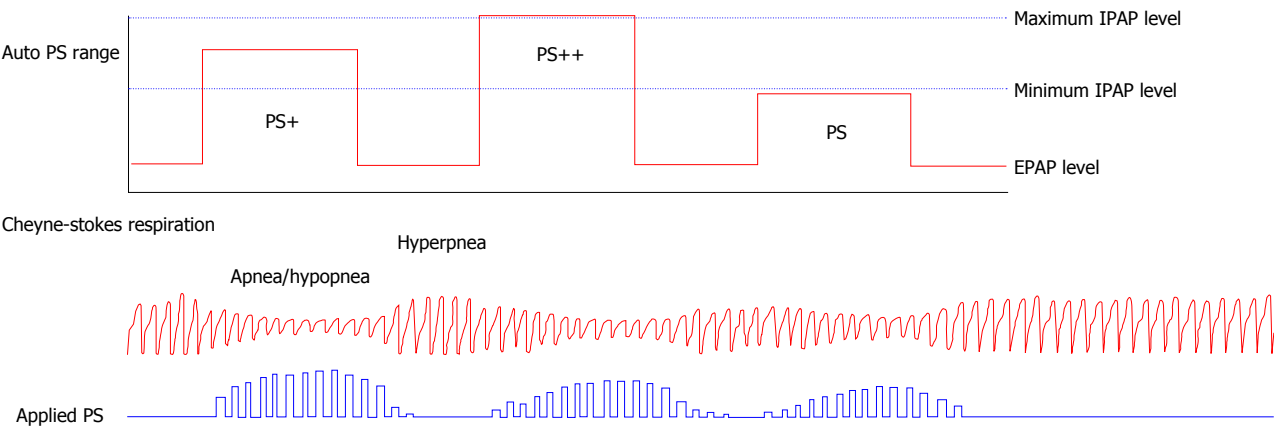 Maximum IPAP level
Auto PS range
PS++
Minimum IPAP level
PS+
PS
EPAP level
Cheyne-stokes respiration
Hyperpnea
Apnea/hypopnea
Applied PS